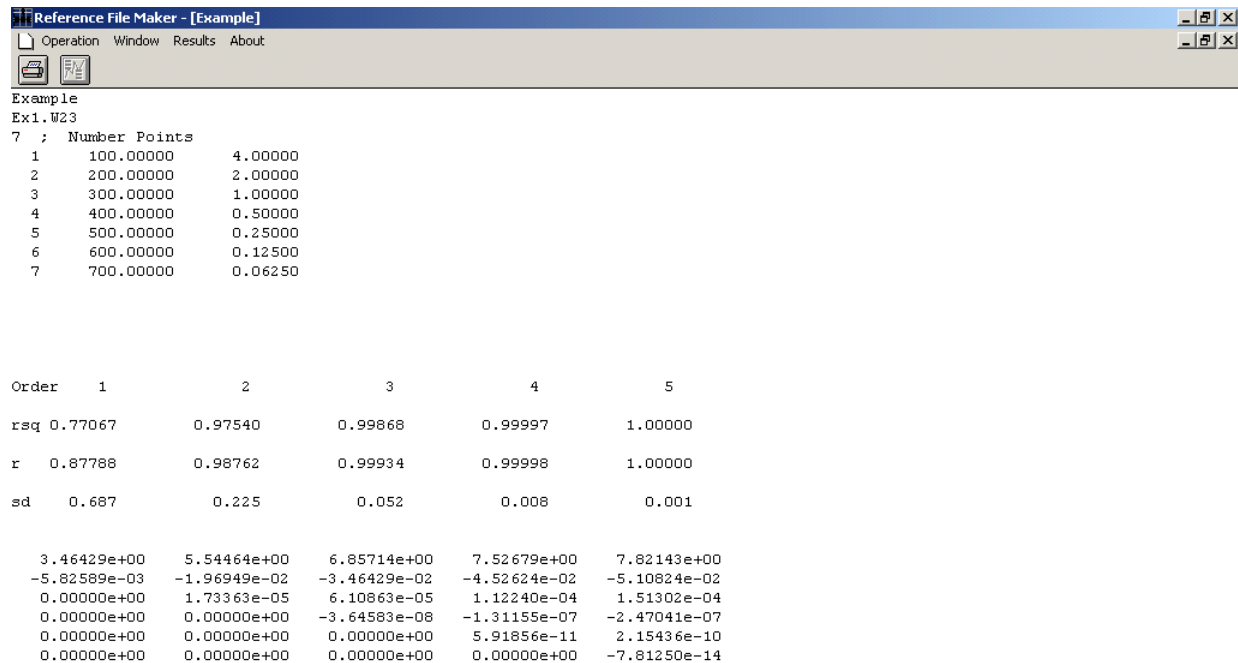 Reference File Maker - [Example]
Operation Window Results About
Example
Ex1.W23
7 ; Number Points
1 100.00000 4.00000
2 200.00000 2.00000
3 300.00000 1.00000
4 400.00000 0.50000
5 500.00000 0.25000
6 600.00000 0.12500
7 700.00000 0.06250
Order 1 2 3 4 5
rsq 0.77067 0.97540 0.99868 0.99997 1.00000
r 0.87788 0.98762 0.99934 0.99998 1.00000
sd 0.687 0.225 0.052 0.008 0.001
3.46429e+00 5.54464e+00 6.85714e+00 7.52679e+00 7.82143e+00
-5.82589e-03 -1.96949e-02 -3.46429e-02 -4.52624e-02 -5.10824e-02
0.00000e+00 1.73363e-05 6.10863e-05 1.12240e-04 1.51302e-04
0.00000e+00 0.00000e+00 -3.64583e-08 -1.31155e-07 -2.47041e-07
0.00000e+00 0.00000e+00 0.00000e+00 5.91856e-11 2.15436e-10
0.00000e+00 0.00000e+00 0.00000e+00 0.00000e+00 -7.81250e-14